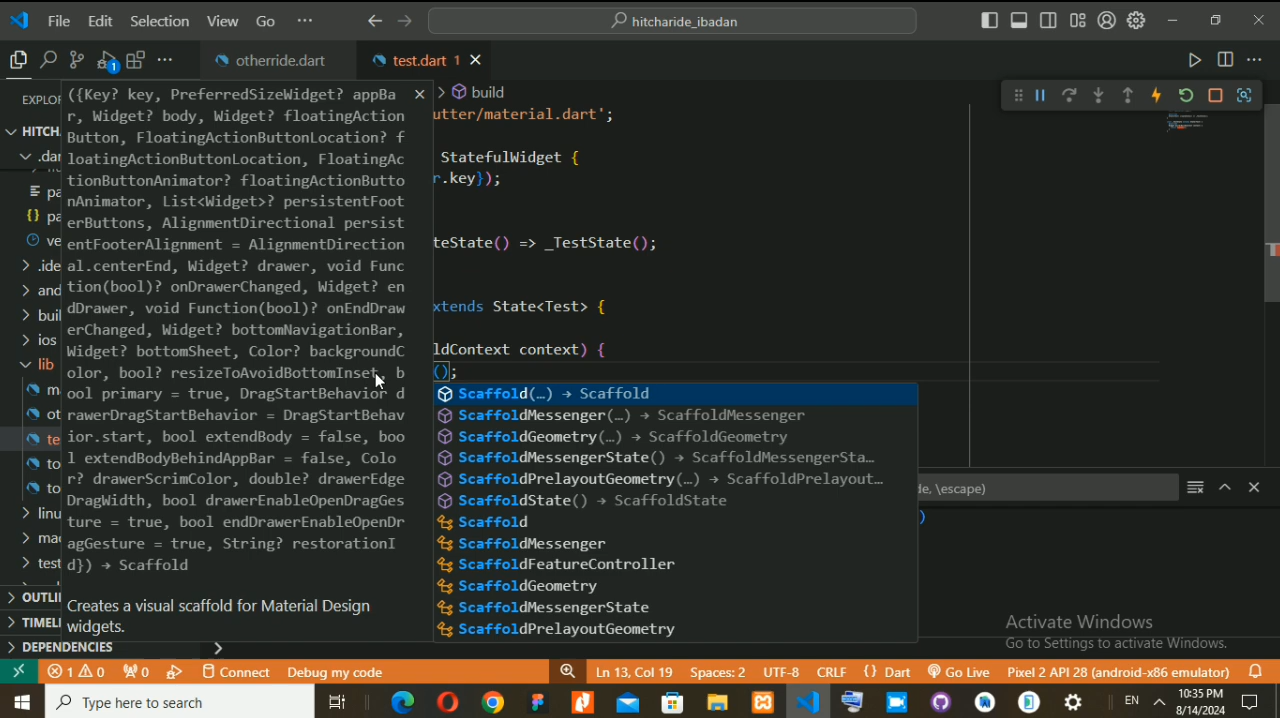 File Edit Selection View Go ··· hitcharide_ibadan
otherride.dart test.dart 1
EXPLOR
HITCH.
.dar
pa
pa
ve
.ide
and
buil
ios
lib
m
ot
te
to
to
linu
mac
test
OUTLI
TIMEL
DEPENDENCIES
({Key? key, PreferredSizeWidget? appBa
r, Widget? body, Widget? floatingAction
Button, FloatingActionButtonLocation? f
loatingActionButtonLocation, FloatingAc
tionButtonAnimator? floatingActionButto
nAnimator, List<Widget>? persistentFoot
erButtons, AlignmentDirectional persist
entFooterAlignment = AlignmentDirection
al.centerEnd, Widget? drawer, void Func
tion(bool)? onDrawerChanged, Widget? en
dDrawer, void Function(bool)? onEndDraw
erChanged, Widget? bottomNavigationBar,
Widget? bottomSheet, Color? backgroundC
olor, bool? resizeToAvoidBottomInset, b
ool primary = true, DragStartBehavior d
rawerDragStartBehavior = DragStartBehav
ior.start, bool extendBody = false, boo
l extendBodyBehindAppBar = false, Colo
r? drawerScrimColor, double? drawerEdge
DragWidth, bool drawerEnableOpenDragGes
ture = true, bool endDrawerEnableOpenDr
agGesture = true, String? restorationI
d}) → Scaffold
Creates a visual scaffold for Material Design
widgets.
> build
utter/material.dart';
StatefulWidget {
r.key});
teState() => _TestState();
xtends State<Test> {
ldContext context) {
();
Scaffold(…) → Scaffold
ScaffoldMessenger(…) → ScaffoldMessenger
ScaffoldGeometry(…) → ScaffoldGeometry
ScaffoldMessengerState() → ScaffoldMessengerSta…
ScaffoldPrelayoutGeometry(…) → ScaffoldPrelayout…
ScaffoldState() → ScaffoldState
Scaffold
ScaffoldMessenger
ScaffoldFeatureController
ScaffoldGeometry
ScaffoldMessengerState
ScaffoldPrelayoutGeometry
de, \escape)
)
Activate Windows
Go to Settings to activate Windows.
1 0 0 Connect Debug my code Ln 13, Col 19 Spaces: 2 UTF-8 CRLF {} Dart Go Live Pixel 2 API 28 (android-x86 emulator)
Type here to search EN 10:35 PM
8/14/2024